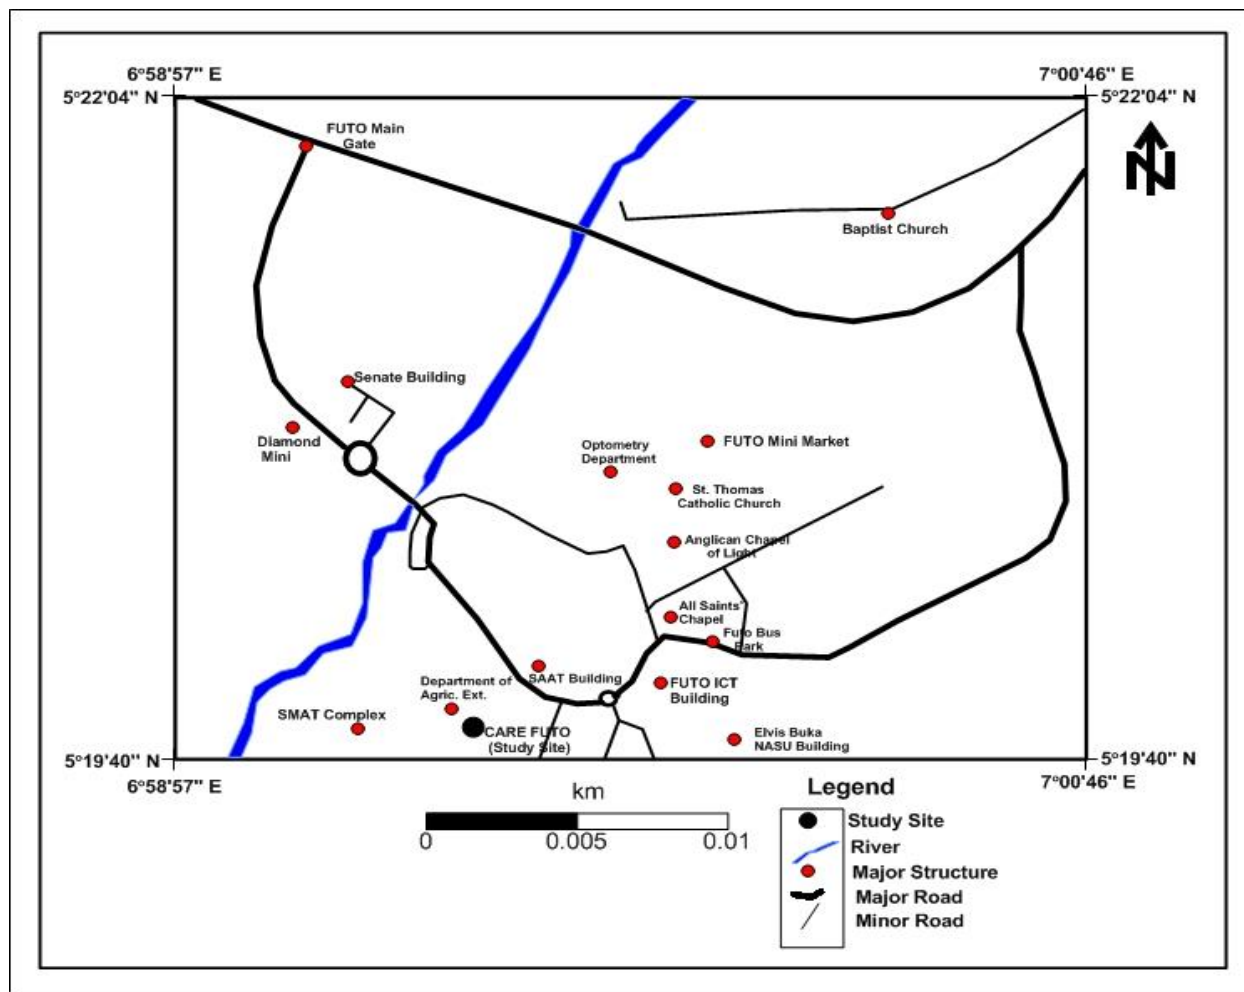 6°58'57" E
7°00'46" E
5°22'04" N
5°22'04" N
FUTO Main
Gate
N
Baptist Church
Senate Building
Diamond
Mini
Optometry
Department
FUTO Mini Market
St. Thomas
Catholic Church
Anglican Chapel
of Light
All Saints'
Chapel
Futo Bus
Park
SAAT Building
Department of
Agric. Ext.
FUTO ICT
Building
SMAT Complex
CARE FUTO
(Study Site)
Elvis Buka
NASU Building
5°19'40" N
5°19'40" N
6°58'57" E
7°00'46" E
km
0
0.005
0.01
Legend
Study Site
River
Major Structure
Major Road
Minor Road